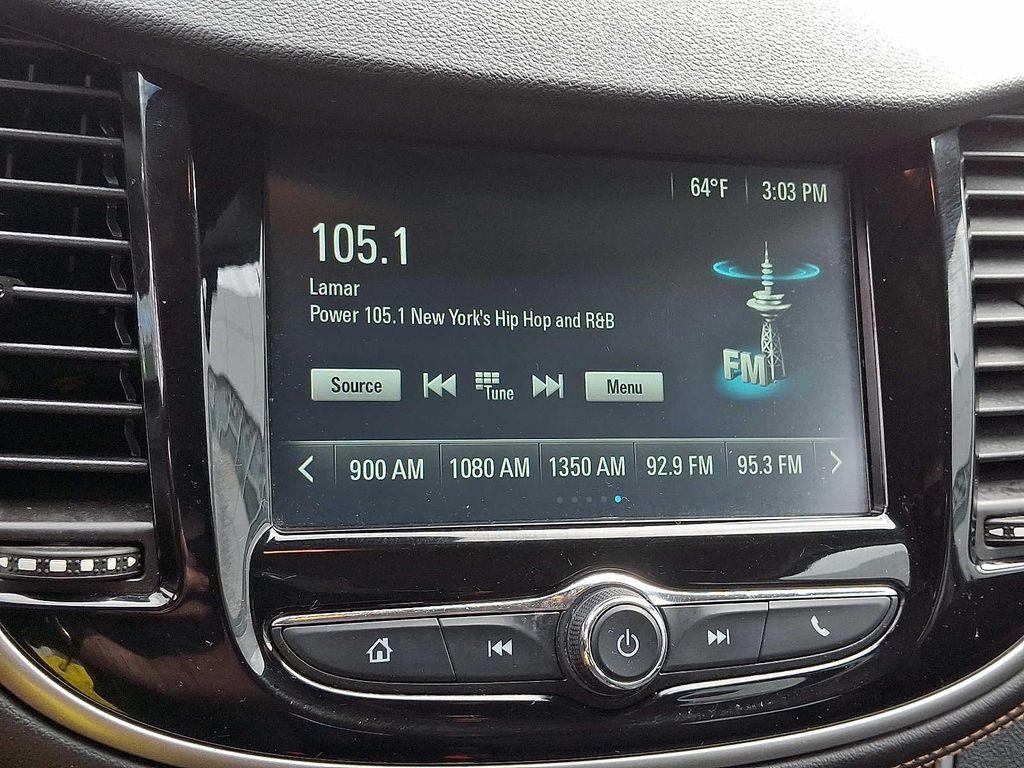 64°F 3:03 PM
105.1
Lamar
Power 105.1 New York's Hip Hop and R&B
FM
Source Tune Menu
900 AM 1080 AM 1350 AM 92.9 FM 95.3 FM